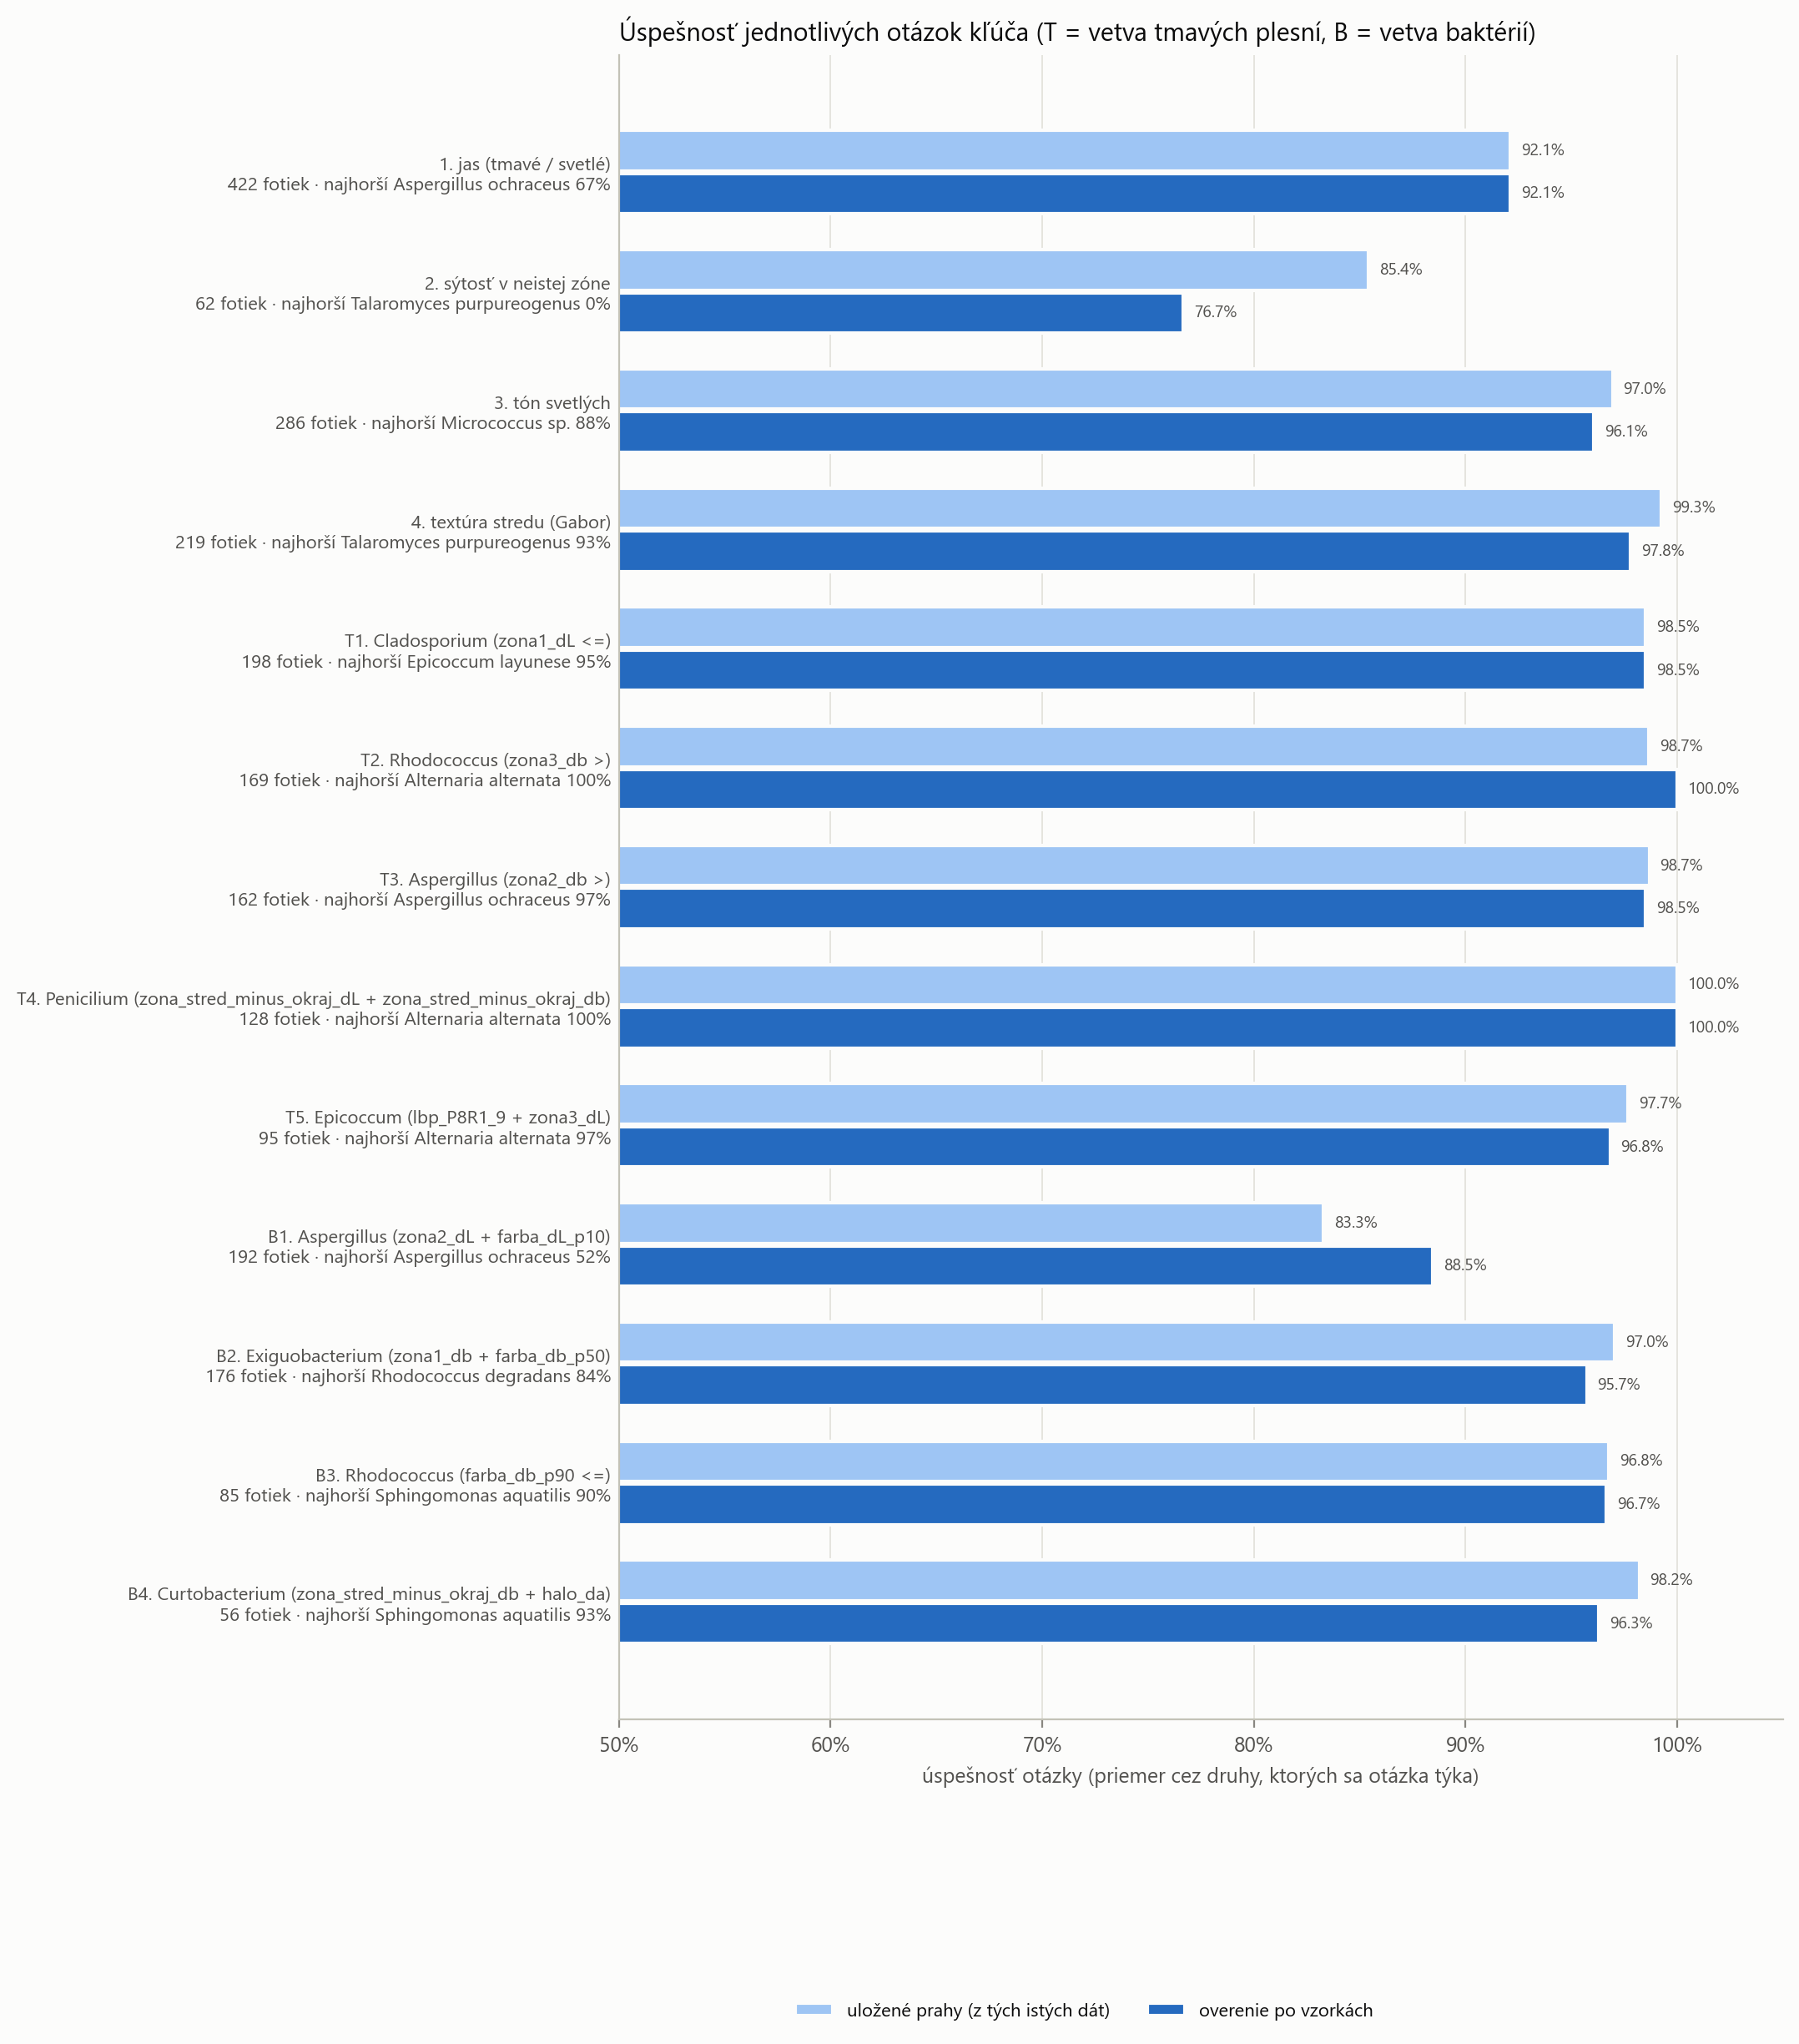 Úspešnosť jednotlivých otázok kľúča (T = vetva tmavých plesní, B = vetva baktérií)
1. jas (tmavé / svetlé)
422 fotiek · najhorší Aspergillus ochraceus 67%
92.1%
92.1%
2. sýtosť v neistej zóne
62 fotiek · najhorší Talaromyces purpureogenus 0%
85.4%
76.7%
3. tón svetlých
286 fotiek · najhorší Micrococcus sp. 88%
97.0%
96.1%
4. textúra stredu (Gabor)
219 fotiek · najhorší Talaromyces purpureogenus 93%
99.3%
97.8%
T1. Cladosporium (zona1_dL <=)
198 fotiek · najhorší Epicoccum layunese 95%
98.5%
98.5%
T2. Rhodococcus (zona3_db >)
169 fotiek · najhorší Alternaria alternata 100%
98.7%
100.0%
T3. Aspergillus (zona2_db >)
162 fotiek · najhorší Aspergillus ochraceus 97%
98.7%
98.5%
T4. Penicilium (zona_stred_minus_okraj_dL + zona_stred_minus_okraj_db)
128 fotiek · najhorší Alternaria alternata 100%
100.0%
100.0%
T5. Epicoccum (lbp_P8R1_9 + zona3_dL)
95 fotiek · najhorší Alternaria alternata 97%
97.7%
96.8%
B1. Aspergillus (zona2_dL + farba_dL_p10)
192 fotiek · najhorší Aspergillus ochraceus 52%
83.3%
88.5%
B2. Exiguobacterium (zona1_db + farba_db_p50)
176 fotiek · najhorší Rhodococcus degradans 84%
97.0%
95.7%
B3. Rhodococcus (farba_db_p90 <=)
85 fotiek · najhorší Sphingomonas aquatilis 90%
96.8%
96.7%
B4. Curtobacterium (zona_stred_minus_okraj_db + halo_da)
56 fotiek · najhorší Sphingomonas aquatilis 93%
98.2%
96.3%
50% 60% 70% 80% 90% 100%
úspešnosť otázky (priemer cez druhy, ktorých sa otázka týka)
uložené prahy (z tých istých dát) overenie po vzorkách